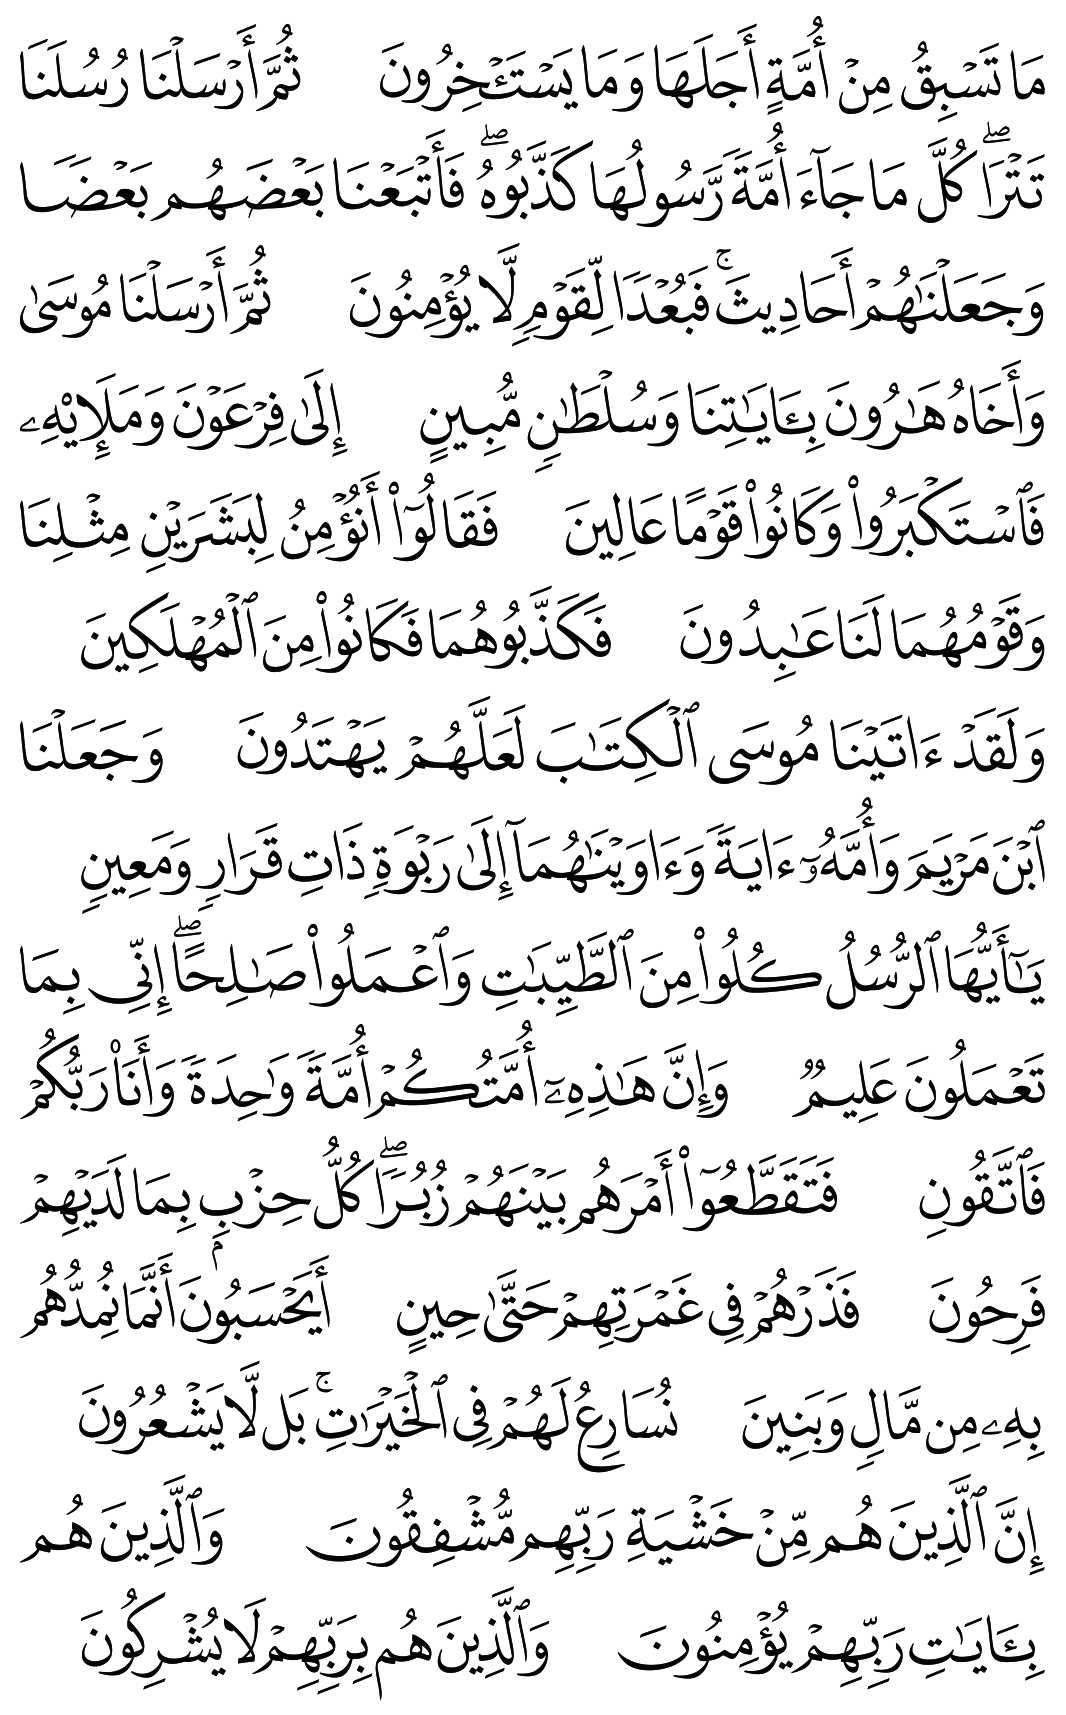 مَا تَسْبِقُ مِنْ أُمَّةٍ أَجَلَهَا وَمَا يَسْتَـْٔخِرُونَ ثُمَّ أَرْسَلْنَا رُسُلَنَا
تَتْرَاۖ كُلَّ مَا جَآءَ أُمَّةً رَّسُولُهَا كَذَّبُوهُۖ فَأَتْبَعْنَا بَعْضَهُم بَعْضًا
وَجَعَلْنَٰهُمْ أَحَادِيثَۚ فَبُعْدًا لِّقَوْمٍ لَّا يُؤْمِنُونَ ثُمَّ أَرْسَلْنَا مُوسَىٰ
وَأَخَاهُ هَٰرُونَ بِـَٔايَٰتِنَا وَسُلْطَٰنٍ مُّبِينٍ إِلَىٰ فِرْعَوْنَ وَمَلَإِيْهِۦ
فَٱسْتَكْبَرُوا۟ وَكَانُوا۟ قَوْمًا عَالِينَ فَقَالُوٓا۟ أَنُؤْمِنُ لِبَشَرَيْنِ مِثْلِنَا
وَقَوْمُهُمَا لَنَا عَٰبِدُونَ فَكَذَّبُوهُمَا فَكَانُوا۟ مِنَ ٱلْمُهْلَكِينَ
وَلَقَدْ ءَاتَيْنَا مُوسَى ٱلْكِتَٰبَ لَعَلَّهُمْ يَهْتَدُونَ وَجَعَلْنَا
ٱبْنَ مَرْيَمَ وَأُمَّهُۥٓ ءَايَةً وَءَاوَيْنَٰهُمَآ إِلَىٰ رَبْوَةٍ ذَاتِ قَرَارٍ وَمَعِينٍ
يَٰٓأَيُّهَا ٱلرُّسُلُ كُلُوا۟ مِنَ ٱلطَّيِّبَٰتِ وَٱعْمَلُوا۟ صَٰلِحًاۖ إِنِّى بِمَا
تَعْمَلُونَ عَلِيمٌ وَإِنَّ هَٰذِهِۦٓ أُمَّتُكُمْ أُمَّةً وَٰحِدَةً وَأَنَا۠ رَبُّكُمْ
فَٱتَّقُونِ فَتَقَطَّعُوٓا۟ أَمْرَهُم بَيْنَهُمْ زُبُرًاۖ كُلُّ حِزْبٍۭ بِمَا لَدَيْهِمْ
فَرِحُونَ فَذَرْهُمْ فِى غَمْرَتِهِمْ حَتَّىٰ حِينٍ أَيَحْسَبُونَ أَنَّمَا نُمِدُّهُم
بِهِۦ مِن مَّالٍ وَبَنِينَ نُسَارِعُ لَهُمْ فِى ٱلْخَيْرَٰتِۚ بَل لَّا يَشْعُرُونَ
إِنَّ ٱلَّذِينَ هُم مِّنْ خَشْيَةِ رَبِّهِم مُّشْفِقُونَ وَٱلَّذِينَ هُم
بِـَٔايَٰتِ رَبِّهِمْ يُؤْمِنُونَ وَٱلَّذِينَ هُم بِرَبِّهِمْ لَا يُشْرِكُونَ